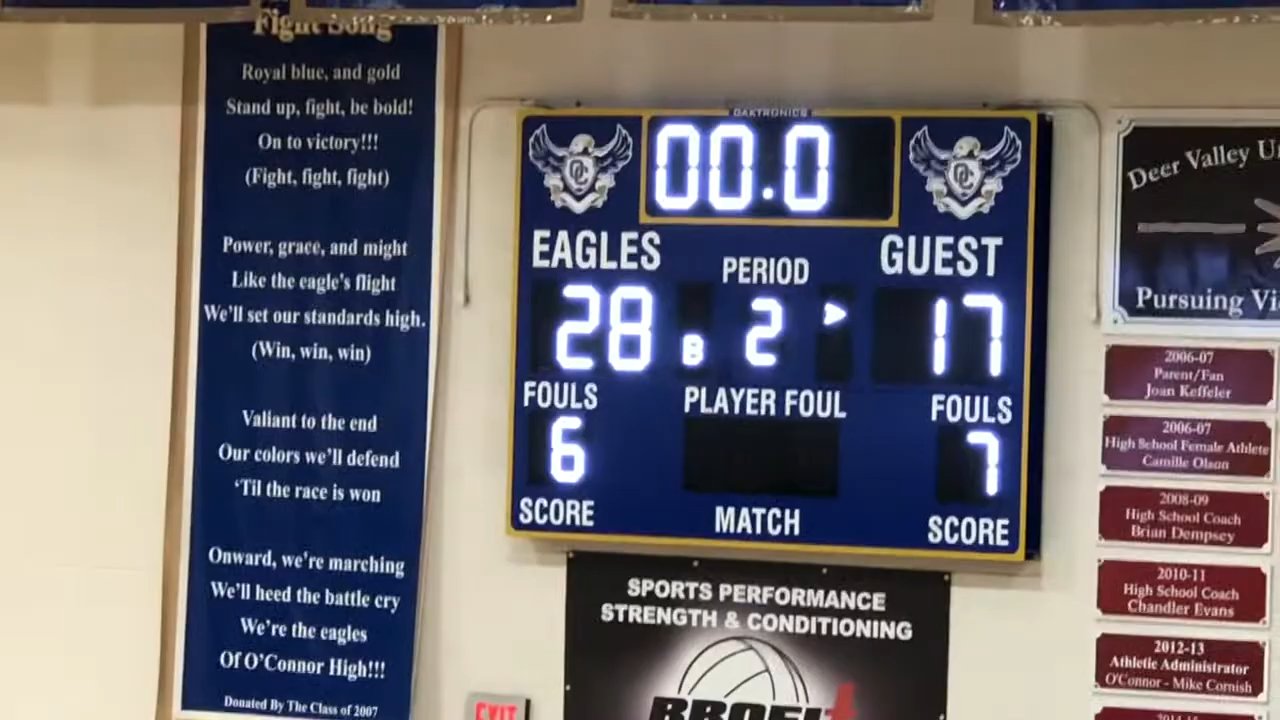 Fight Song
Royal blue, and gold
Stand up, fight, be bold!
On to victory!!!
(Fight, fight, fight)
Power, grace, and might
Like the eagle's flight
We'll set our standards high.
(Win, win, win)
Valiant to the end
Our colors we'll defend
'Til the race is won
Onward, we're marching
We'll heed the battle cry
We're the eagles
Of O'Connor High!!!
Donated By The Class of 2007
DAKTRONICS
OC
00.0
OC
EAGLES
PERIOD
GUEST
28
B
2
17
FOULS
PLAYER FOUL
FOULS
6
7
SCORE
MATCH
SCORE
SPORTS PERFORMANCE
STRENGTH & CONDITIONING
EXIT
Deer Valley
Pursuing
2006-07
Parent/Fan
Joan Keffeler
2006-07
High School Female Athlete
Camille Olson
2008-09
High School Coach
Brian Dempsey
2010-11
High School Coach
Chandler Evans
2012-13
Athletic Administrator
O'Connor - Mike Cornish